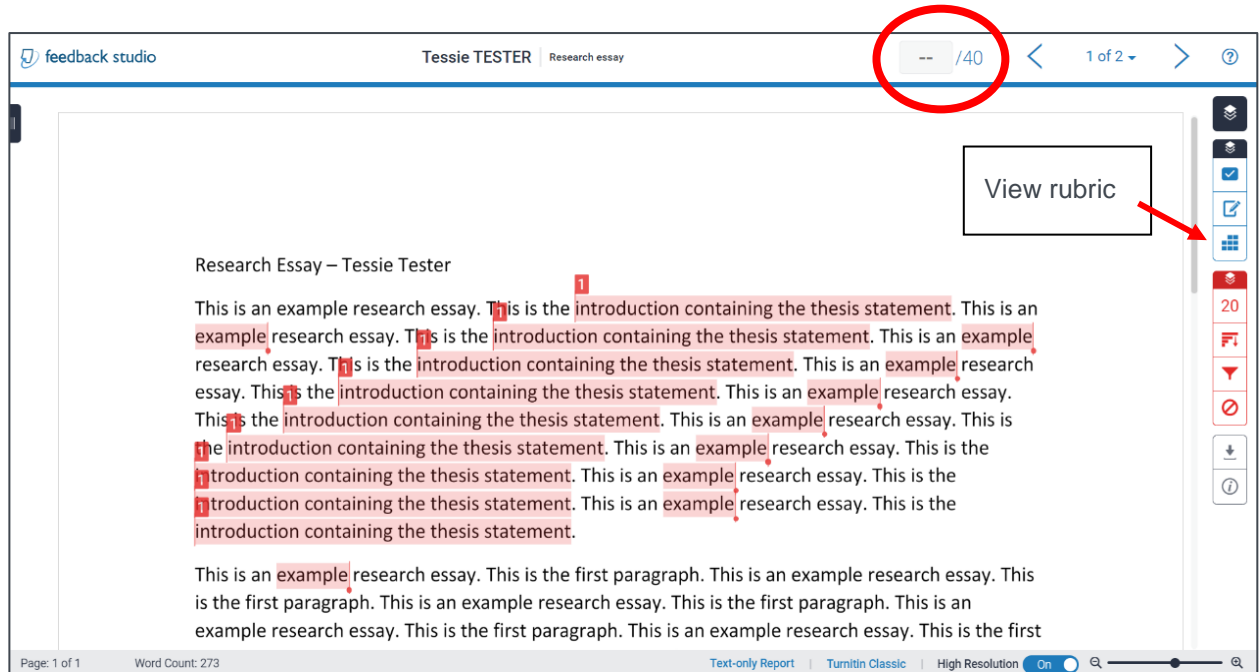 feedback studio
Tessie TESTER | Research essay
-- /40
1 of 2
View rubric
20
Research Essay – Tessie Tester
1
This is an example research essay. This is the introduction containing the thesis statement. This is an
1
example research essay. This is the introduction containing the thesis statement. This is an example
1
research essay. This is the introduction containing the thesis statement. This is an example research
1
essay. This is the introduction containing the thesis statement. This is an example research essay.
1
This is the introduction containing the thesis statement. This is an example research essay. This is
1
the introduction containing the thesis statement. This is an example research essay. This is the
1
introduction containing the thesis statement. This is an example research essay. This is the
1
introduction containing the thesis statement. This is an example research essay. This is the
1
introduction containing the thesis statement.
This is an example research essay. This is the first paragraph. This is an example research essay. This
is the first paragraph. This is an example research essay. This is the first paragraph. This is an
example research essay. This is the first paragraph. This is an example research essay. This is the first
Page: 1 of 1 Word Count: 273 Text-only Report | Turnitin Classic | High Resolution On